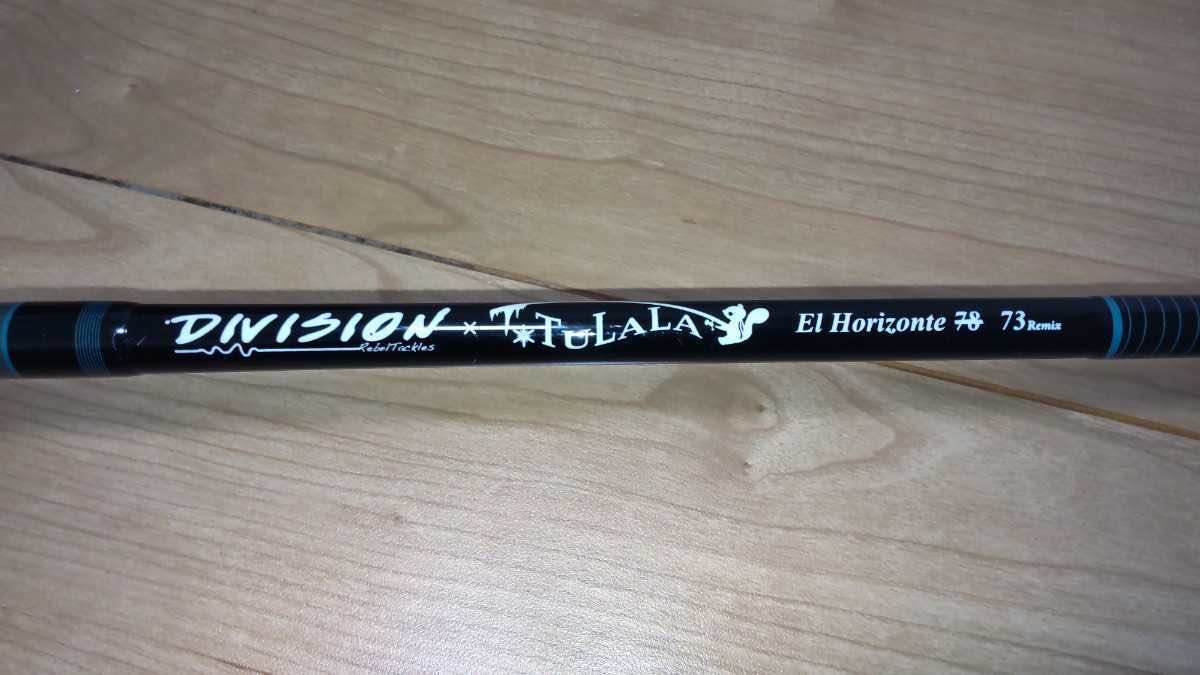 DIVISION × TULALA El Horizonte 78 73 Remix
RebelTackles